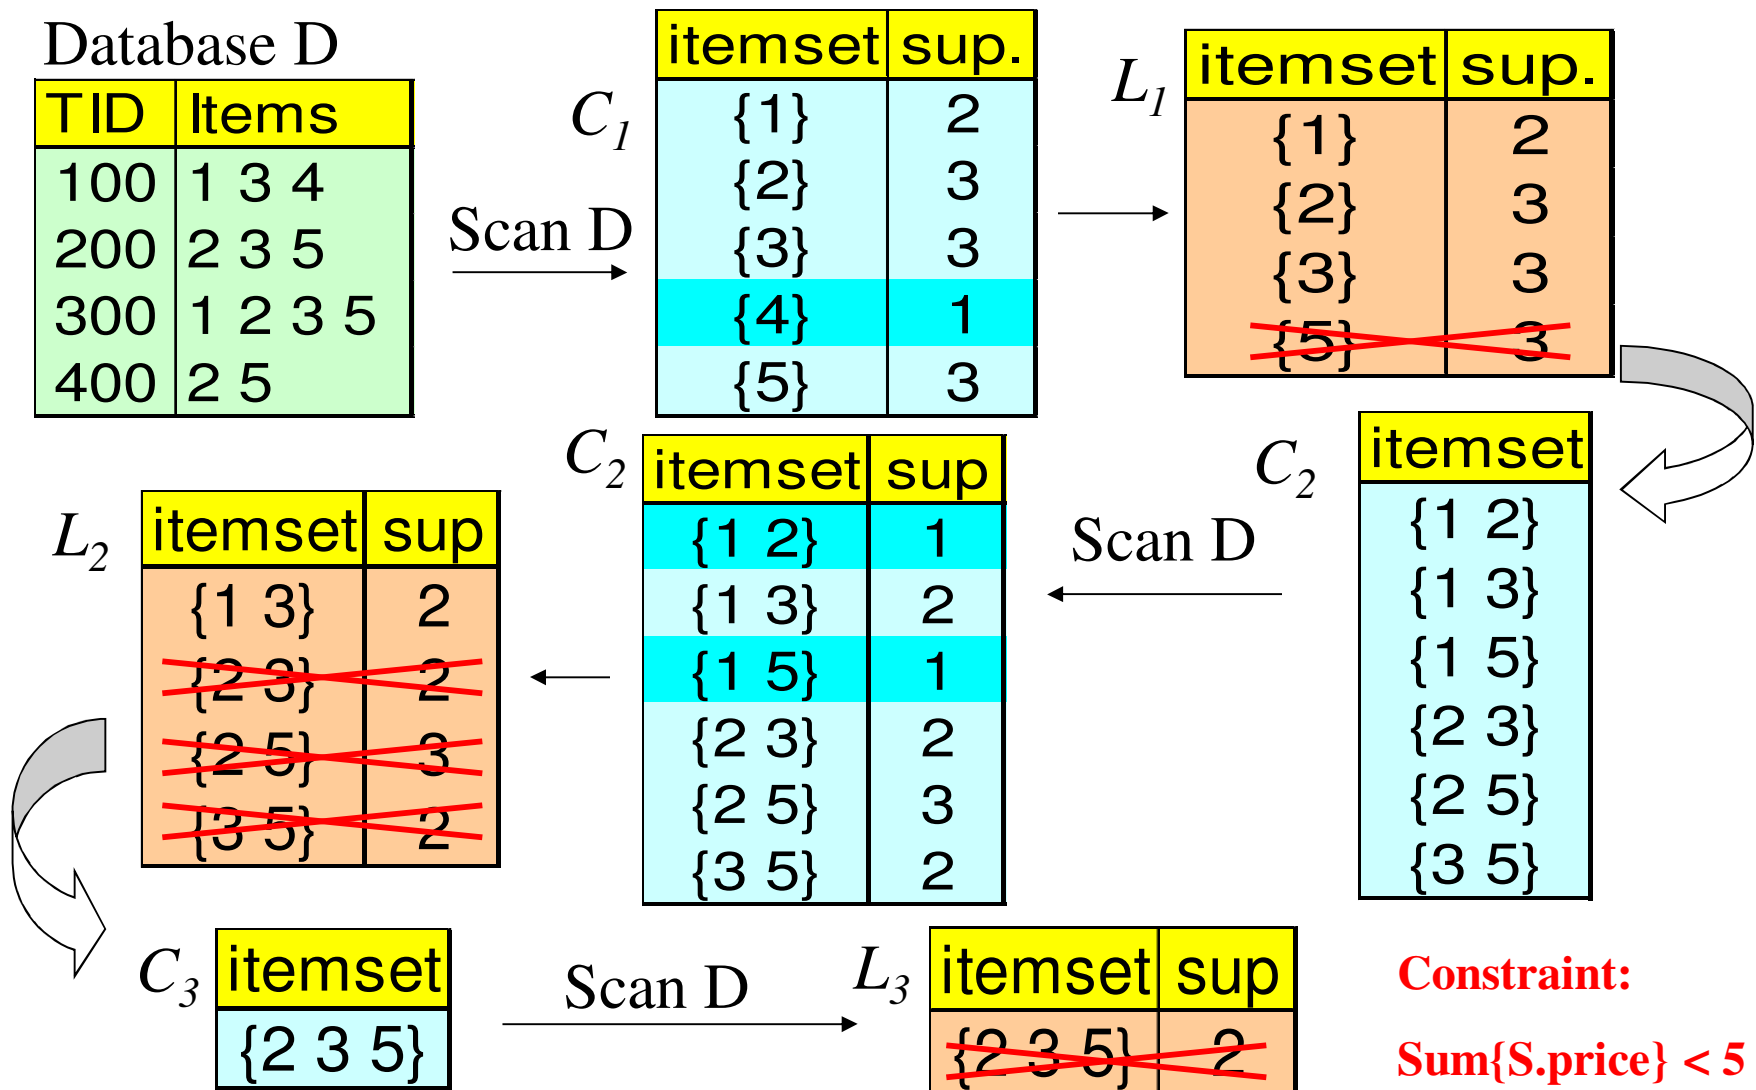 Database D
TID Items
100 1 3 4
200 2 3 5
300 1 2 3 5
400 2 5
Scan D
C1
itemset sup.
{1} 2
{2} 3
{3} 3
{4} 1
{5} 3
L1
itemset sup.
{1} 2
{2} 3
{3} 3
{5} 3
C2
itemset
{1 2}
{1 3}
{1 5}
{2 3}
{2 5}
{3 5}
Scan D
C2
itemset sup
{1 2} 1
{1 3} 2
{1 5} 1
{2 3} 2
{2 5} 3
{3 5} 2
L2
itemset sup
{1 3} 2
{2 3} 2
{2 5} 3
{3 5} 2
C3
itemset
{2 3 5}
Scan D
L3
itemset sup
{2 3 5} 2
Constraint:
Sum{S.price} < 5